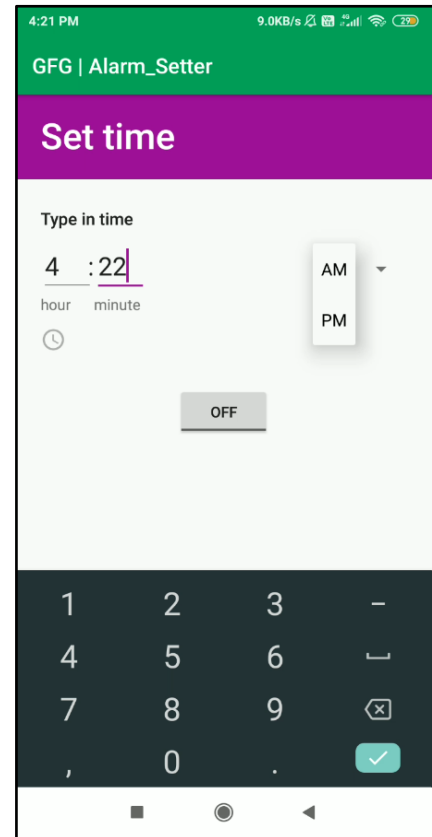 4:21 PM 9.0KB/s 4G 29
GFG | Alarm_Setter
Set time
Type in time
4 :22
AM
hour minute
PM
OFF
1 2 3 –
4 5 6
7 8 9
, 0 .